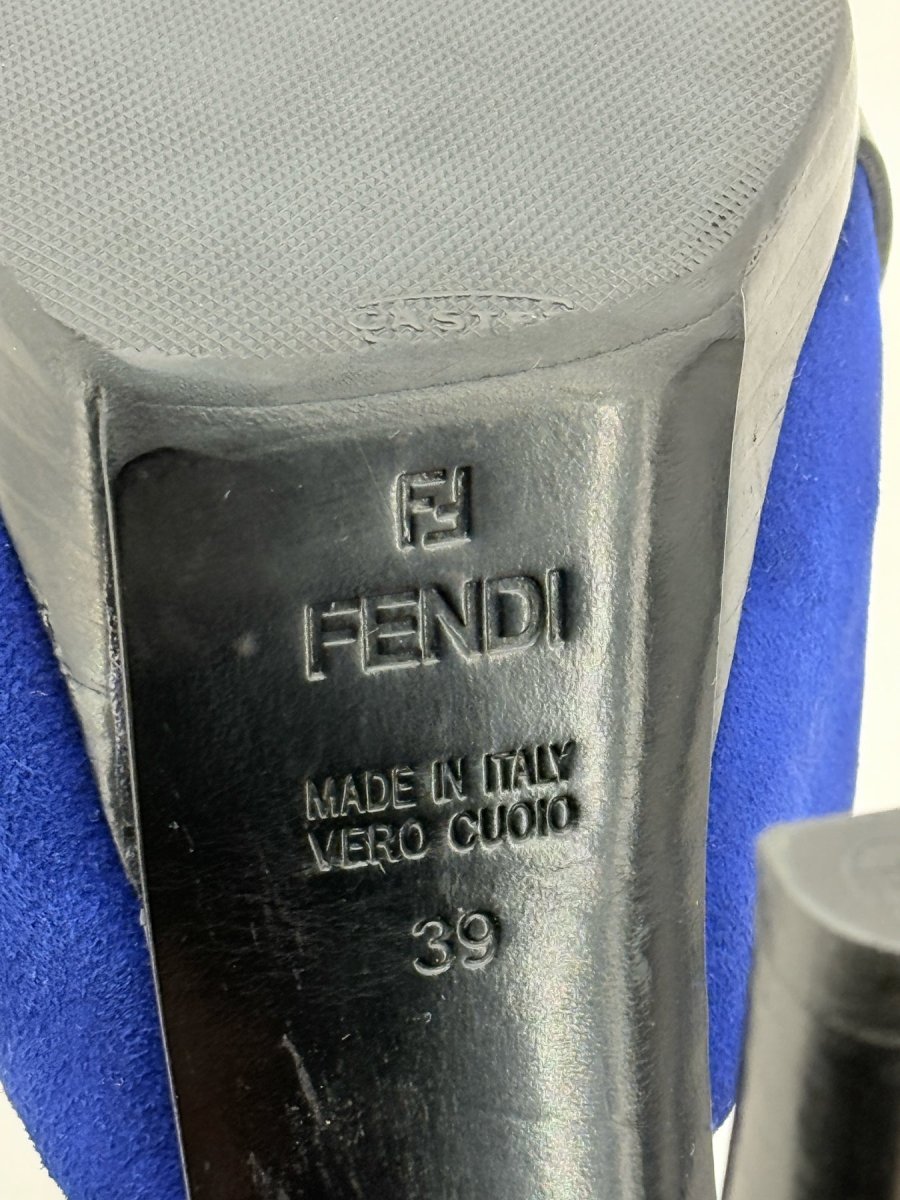 FF
FENDI
MADE IN ITALY
VERO CUOIO
39